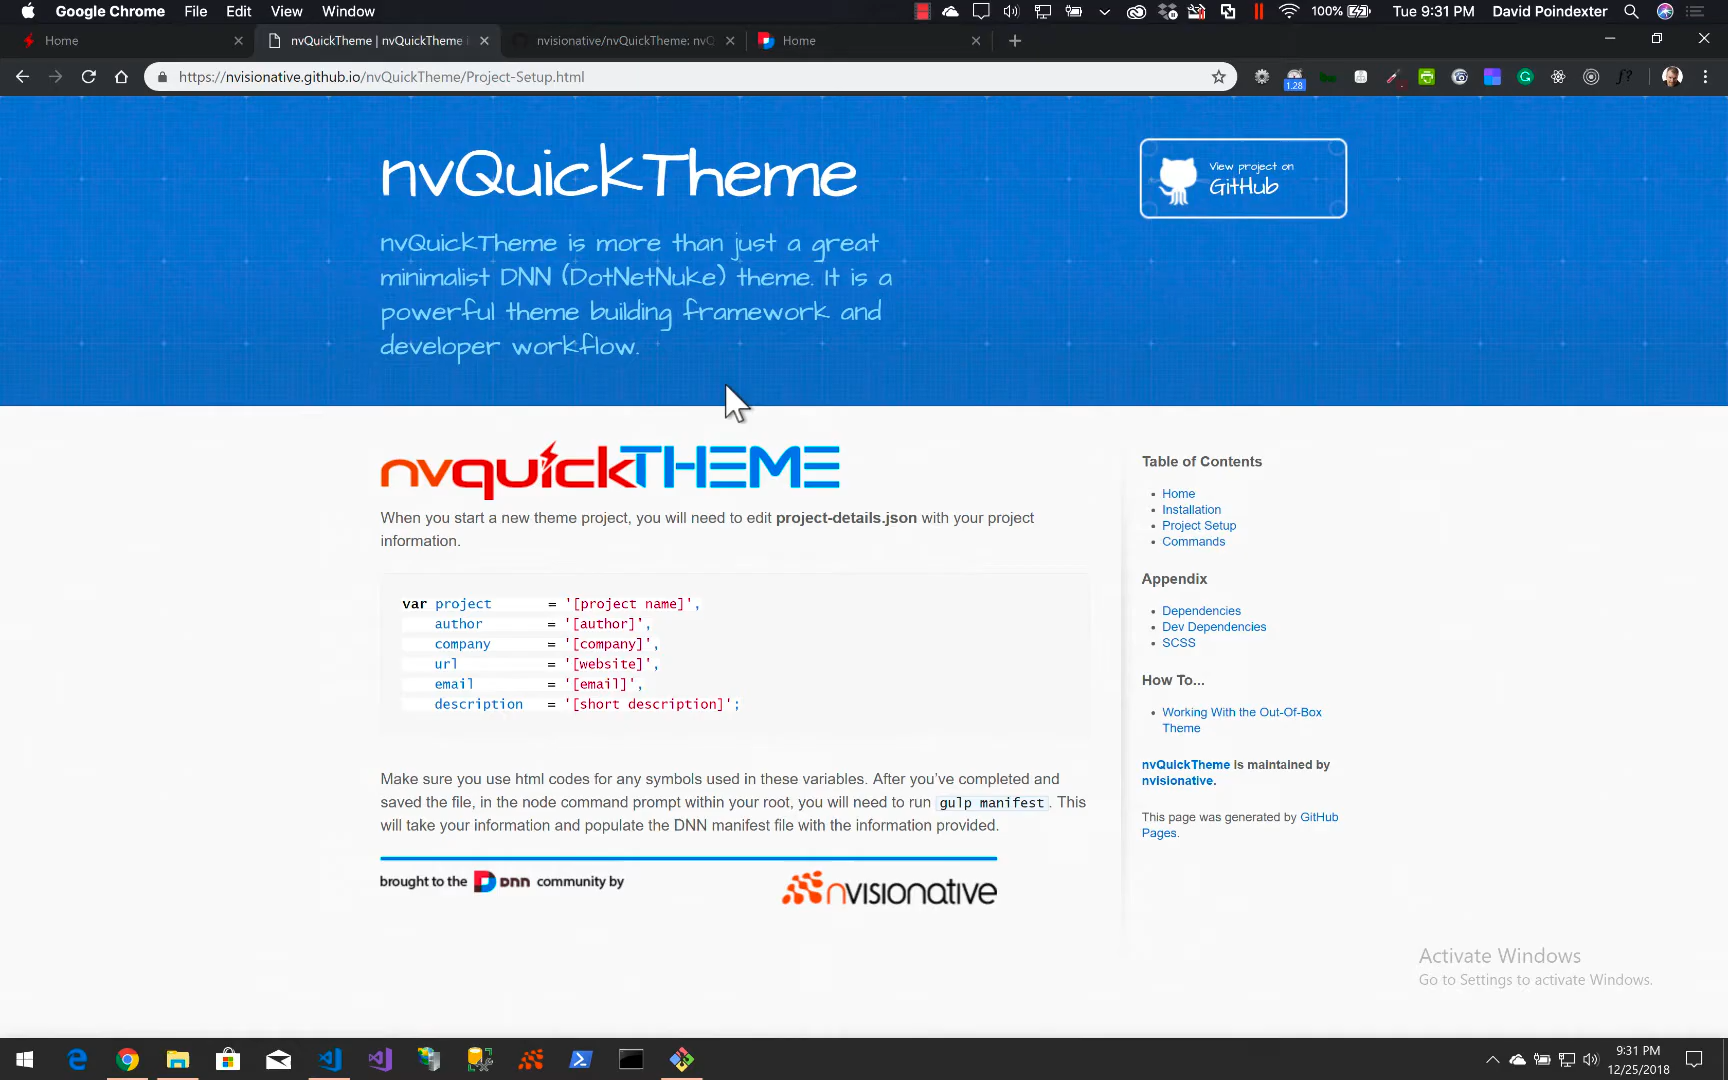 Google Chrome File Edit View Window
100% Tue 9:31 PM David Poindexter
Home
nvQuickTheme | nvQuickTheme i
nvisionative/nvQuickTheme: nvQ
Home
https://nvisionative.github.io/nvQuickTheme/Project-Setup.html
1.28
f?
nvQuickTheme
View project on
GitHub
nvQuickTheme is more than just a great
minimalist DNN (DotNetNuke) theme. It is a
powerful theme building framework and
developer workflow.
nvquickTHEME
When you start a new theme project, you will need to edit project-details.json with your project
information.
var project = '[project name]',
author = '[author]',
company = '[company]',
url = '[website]',
email = '[email]',
description = '[short description]';
Make sure you use html codes for any symbols used in these variables. After you've completed and
saved the file, in the node command prompt within your root, you will need to run gulp manifest. This
will take your information and populate the DNN manifest file with the information provided.
brought to the DNN community by
nvisionative
Table of Contents
Home
Installation
Project Setup
Commands
Appendix
Dependencies
Dev Dependencies
SCSS
How To...
Working With the Out-Of-Box
Theme
nvQuickTheme is maintained by
nvisionative.
This page was generated by GitHub
Pages.
Activate Windows
Go to Settings to activate Windows.
9:31 PM
12/25/2018